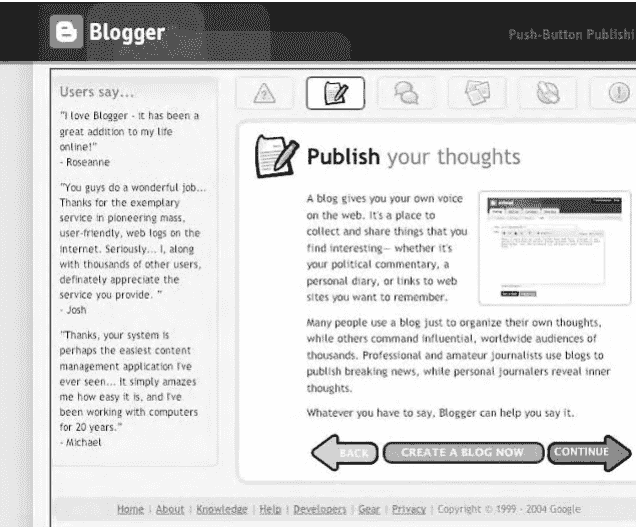 Blogger
Push-Button Publishi
Users say...
"I love Blogger - it has been a
great addition to my life
online!"
- Roseanne
"You guys do a wonderful job...
Thanks for the exemplary
service in pioneering mass,
user-friendly, web logs on the
internet. Seriously... I, along
with thousands of other users,
definately appreciate the
service you provide. "
- Josh
"Thanks, your system is
perhaps the easiest content
management application I've
ever seen... It simply amazes
me how easy it is, and I've
been working with computers
for 20 years."
- Michael
Publish your thoughts
A blog gives you your own voice
on the web. It's a place to
collect and share things that you
find interesting— whether it's
your political commentary, a
personal diary, or links to web
sites you want to remember.
Many people use a blog just to organize their own thoughts,
while others command influential, worldwide audiences of
thousands. Professional and amateur journalists use blogs to
publish breaking news, while personal journalers reveal inner
thoughts.
Whatever you have to say, Blogger can help you say it.
BACK
CREATE A BLOG NOW
CONTINUE
Home | About | Knowledge | Help | Developers | Gear | Privacy | Copyright © 1999 - 2004 Google